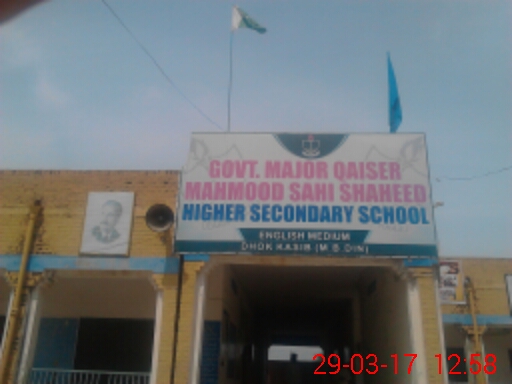 GOVT. MAJOR QAISER
MAHMOOD SAHI SHAHEED
HIGHER SECONDARY SCHOOL
ENGLISH MEDIUM
DHOK KASIB (M.B.DIN)
29-03-17 12:58